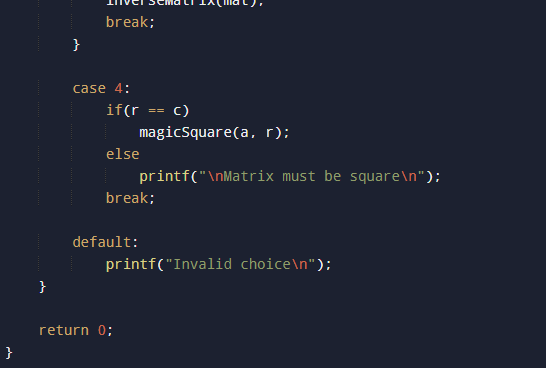 inverseMatrix(mat);
break;
}
case 4:
if(r == c)
magicSquare(a, r);
else
printf("\nMatrix must be square\n");
break;
default:
printf("Invalid choice\n");
}
return 0;
}